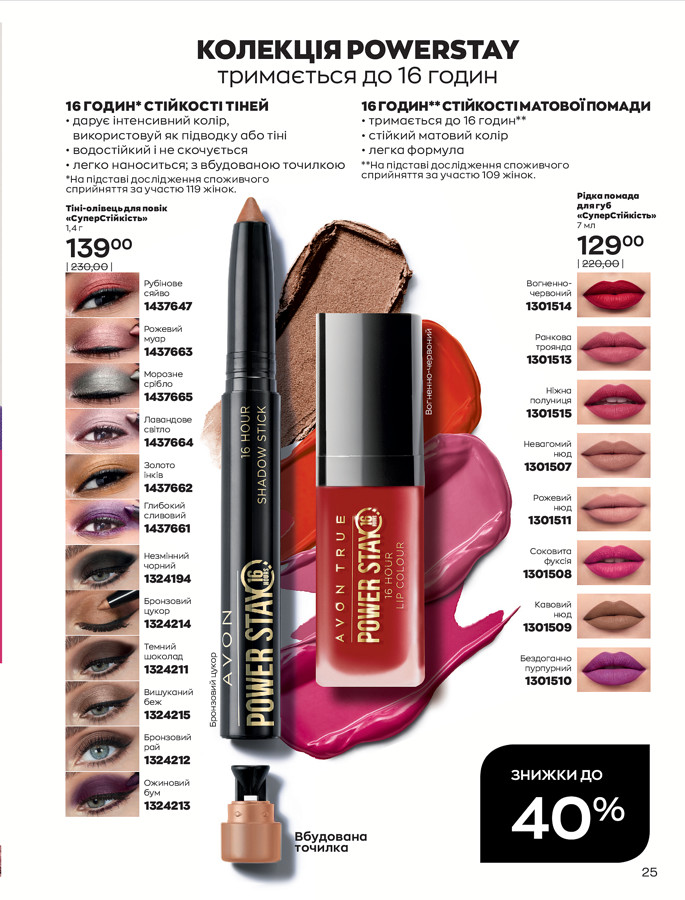 КОЛЕКЦІЯ POWERSTAY
тримається до 16 годин
16 ГОДИН* СТІЙКОСТІ ТІНЕЙ
• дарує інтенсивний колір,
використовуй як підводку або тіні
• водостійкий і не скочується
• легко наноситься; з вбудованою точилкою
*На підставі дослідження споживчого
сприйняття за участю 119 жінок.
16 ГОДИН** СТІЙКОСТІ МАТОВОЇ ПОМАДИ
• тримається до 16 годин**
• стійкий матовий колір
• легка формула
**На підставі дослідження споживчого
сприйняття за участю 109 жінок.
Тіні-олівець для повік
«СуперСтійкість»
1,4 г
139⁰⁰
| 230,00 |
Рубінове
сяйво
1437647
Рожевий
муар
1437663
Морозне
срібло
1437665
Лавандове
світло
1437664
Золото
інків
1437662
Глибокий
сливовий
1437661
Незмінний
чорний
1324194
Бронзовий
цукор
1324214
Темний
шоколад
1324211
Вишуканий
беж
1324215
Бронзовий
рай
1324212
Ожиновий
бум
1324213
Бронзовий цукор
AVON
POWER STAY 16 HOUR
16 HOUR
SHADOW STICK
Вбудована
точилка
Вогненно-червоний
AVON TRUE
POWER STAY 16 HOUR
16 HOUR
LIP COLOUR
Рідка помада
для губ
«СуперСтійкість»
7 мл
129⁰⁰
| 220,00 |
Вогненно-
червоний
1301514
Ранкова
троянда
1301513
Ніжна
полуниця
1301515
Невагомий
нюд
1301507
Рожевий
нюд
1301511
Соковита
фуксія
1301508
Кавовий
нюд
1301509
Бездоганно
пурпурний
1301510
ЗНИЖКИ ДО
40%
25